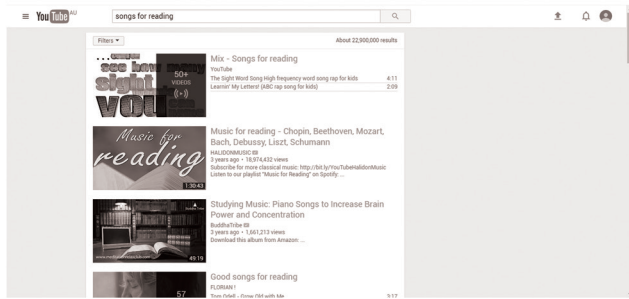 You Tube AU
songs for reading
Filters
About 22,900,000 results
see how many
sight
YOU
50+
VIDEOS
Mix - Songs for reading
YouTube
The Sight Word Song High frequency word song rap for kids 4:11
Learnin' My Letters! (ABC rap song for kids) 2:09
Music for
reading
1:30:43
Music for reading - Chopin, Beethoven, Mozart,
Bach, Debussy, Liszt, Schumann
HALIDONMUSIC
3 years ago • 18,974,432 views
Subscribe for more classical music: http://bit.ly/YouTubeHalidonMusic
Listen to our playlist "Music for Reading" on Spotify: ...
49:19
Studying Music: Piano Songs to Increase Brain
Power and Concentration
BuddhaTribe
3 years ago • 1,661,213 views
Download this album from Amazon: ...
57
Good songs for reading
FLORIAN !
Tom Odell - Grow Old with Me 3:17